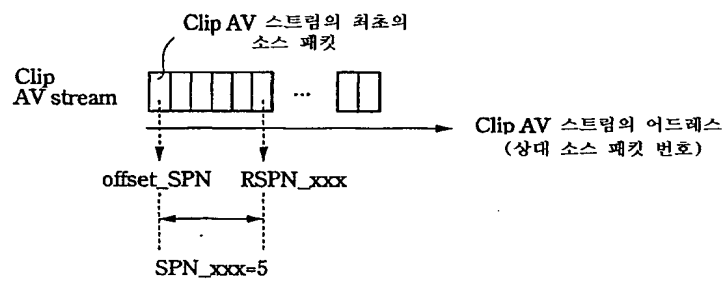 Clip AV 스트림의 최초의
소스 패킷
Clip
AV stream
...
Clip AV 스트림의 어드레스
(상대 소스 패킷 번호)
offset_SPN RSPN_xxx
SPN_xxx=5